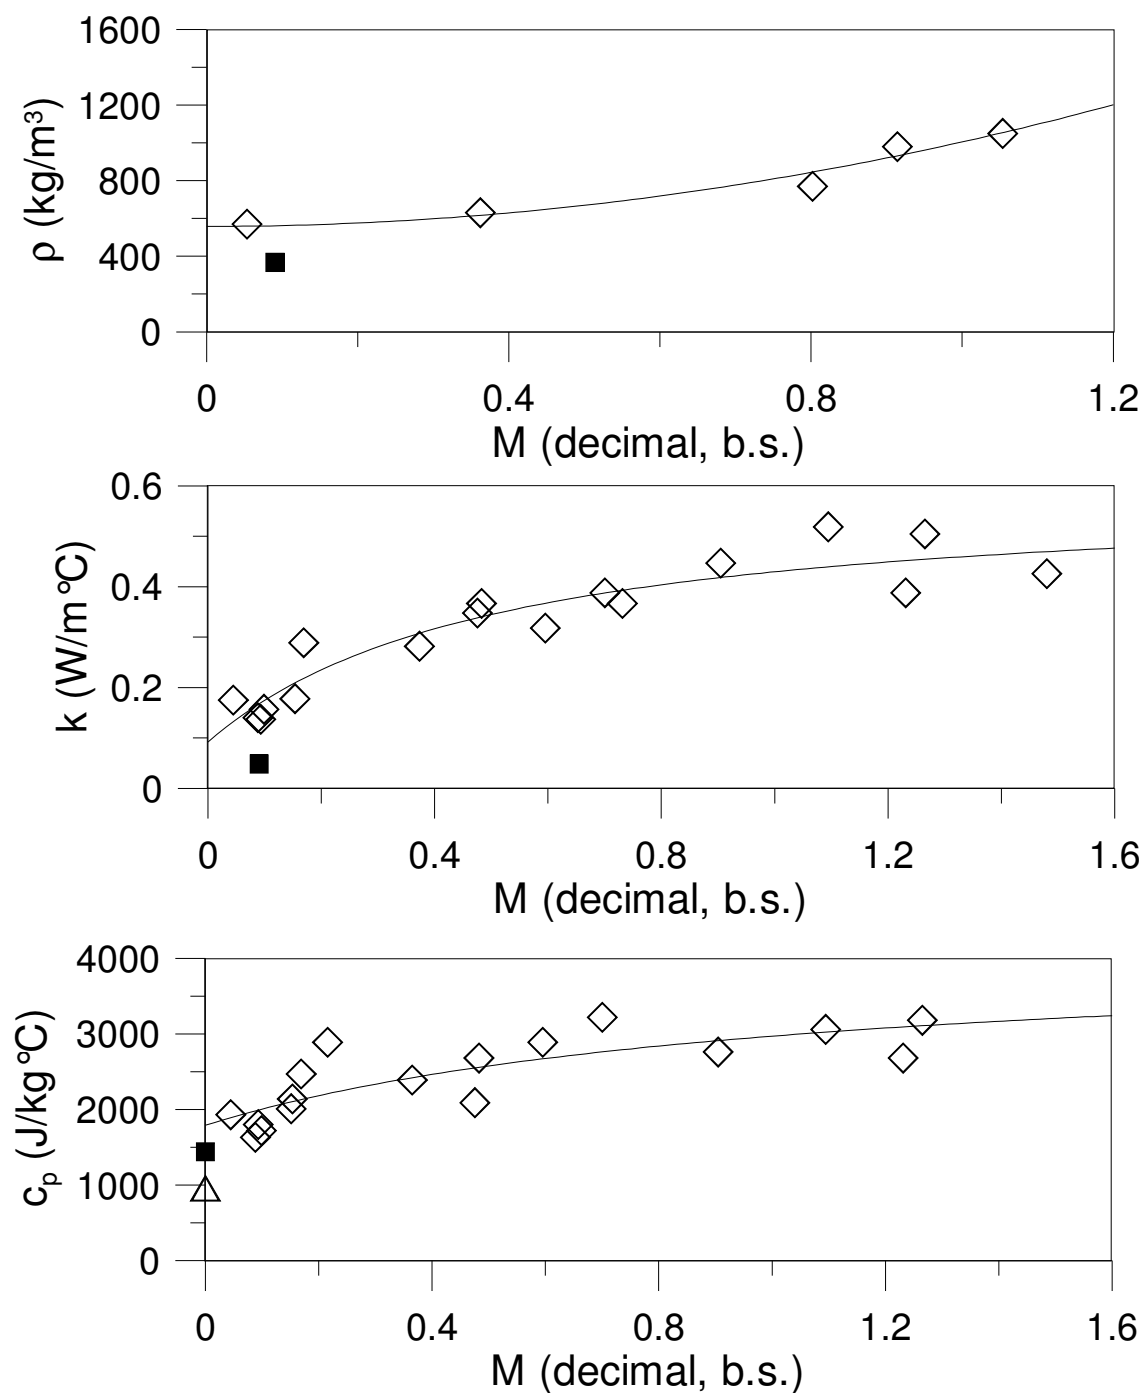 1600
1200
800
400
0
ρ (kg/m³)
0 0.4 0.8 1.2
M (decimal, b.s.)
0.6
0.4
0.2
0
k (W/m°C)
0 0.4 0.8 1.2 1.6
M (decimal, b.s.)
4000
3000
2000
1000
0
cₚ (J/kg°C)
0 0.4 0.8 1.2 1.6
M (decimal, b.s.)